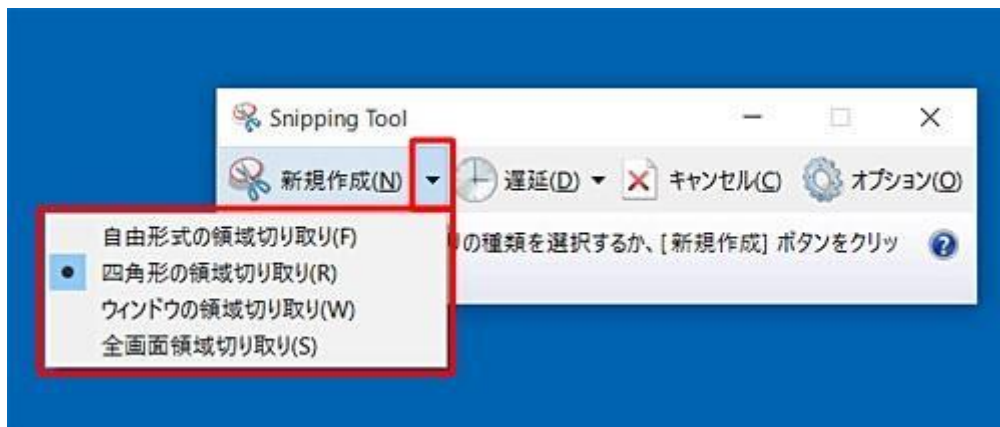 Snipping Tool
新規作成(N) 遅延(D) キャンセル(C) オプション(O)
自由形式の領域切り取り(F)
の種類を選択するか、[新規作成] ボタンをクリッ
四角形の領域切り取り(R)
ウィンドウの領域切り取り(W)
全画面領域切り取り(S)